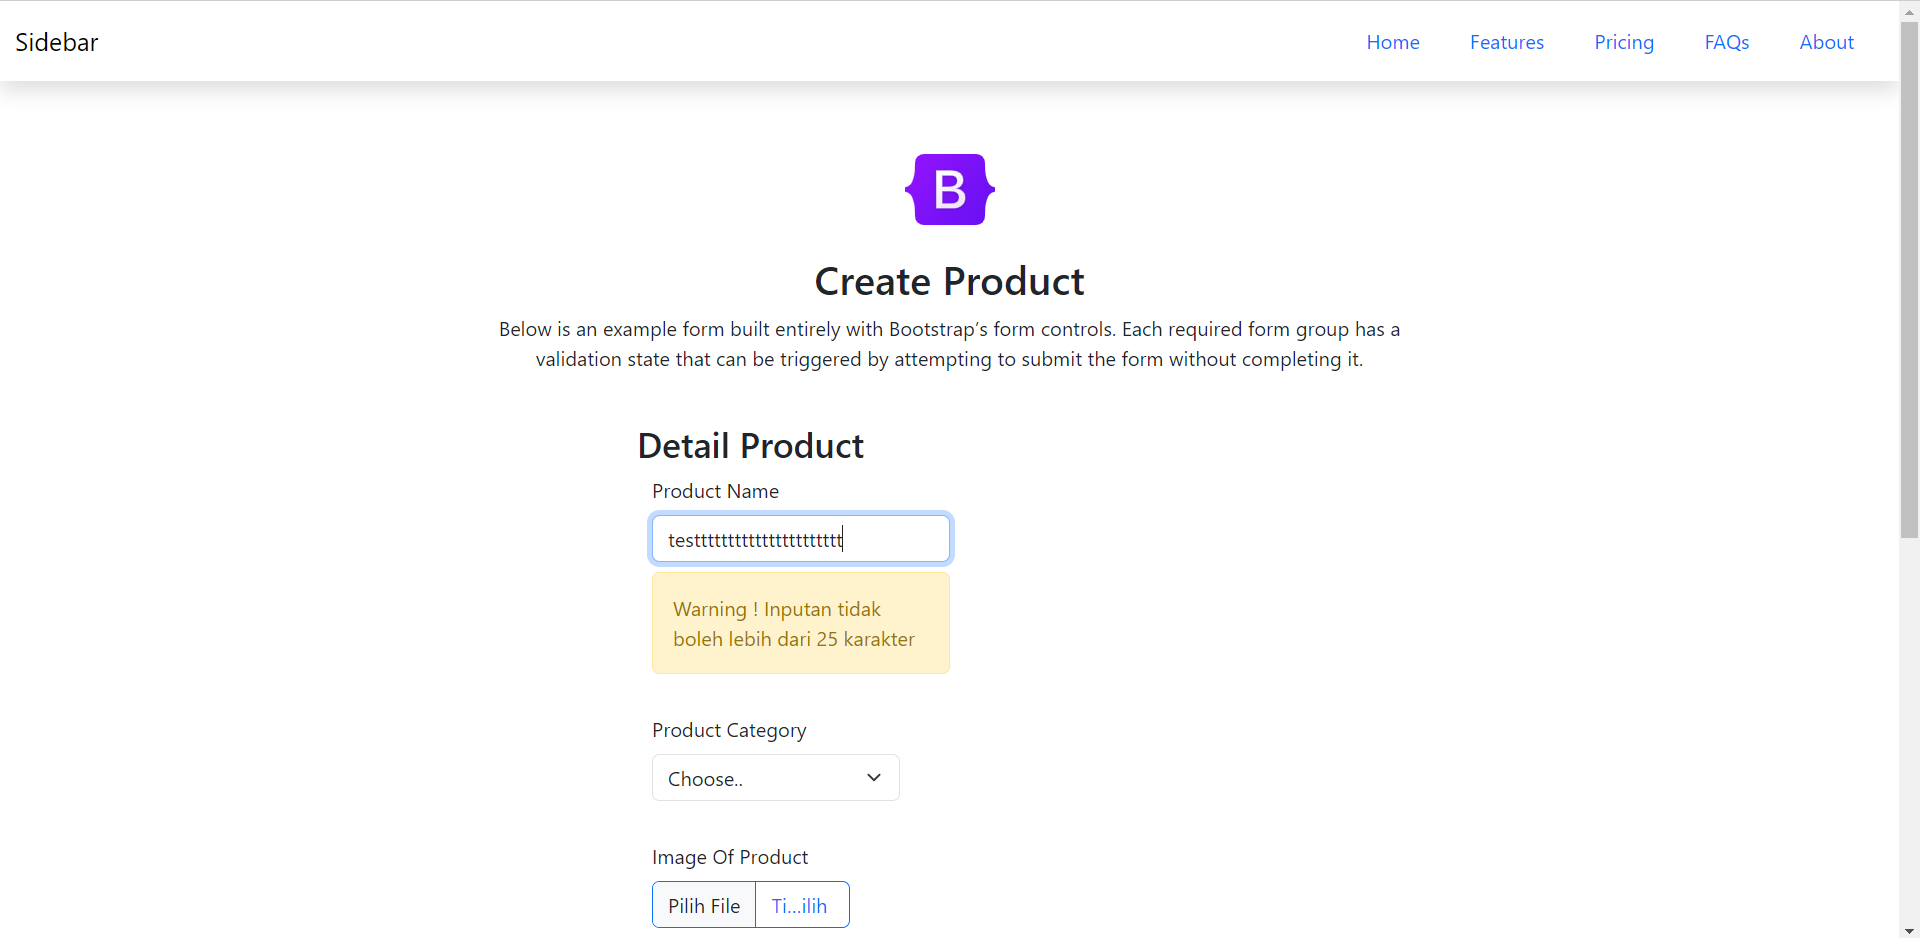 Sidebar
Home
Features
Pricing
FAQs
About
B
Create Product
Below is an example form built entirely with Bootstrap’s form controls. Each required form group has a
validation state that can be triggered by attempting to submit the form without completing it.
Detail Product
Product Name
testttttttttttttttttttttt
Warning ! Inputan tidak
boleh lebih dari 25 karakter
Product Category
Choose..
Image Of Product
Pilih File
Ti...ilih